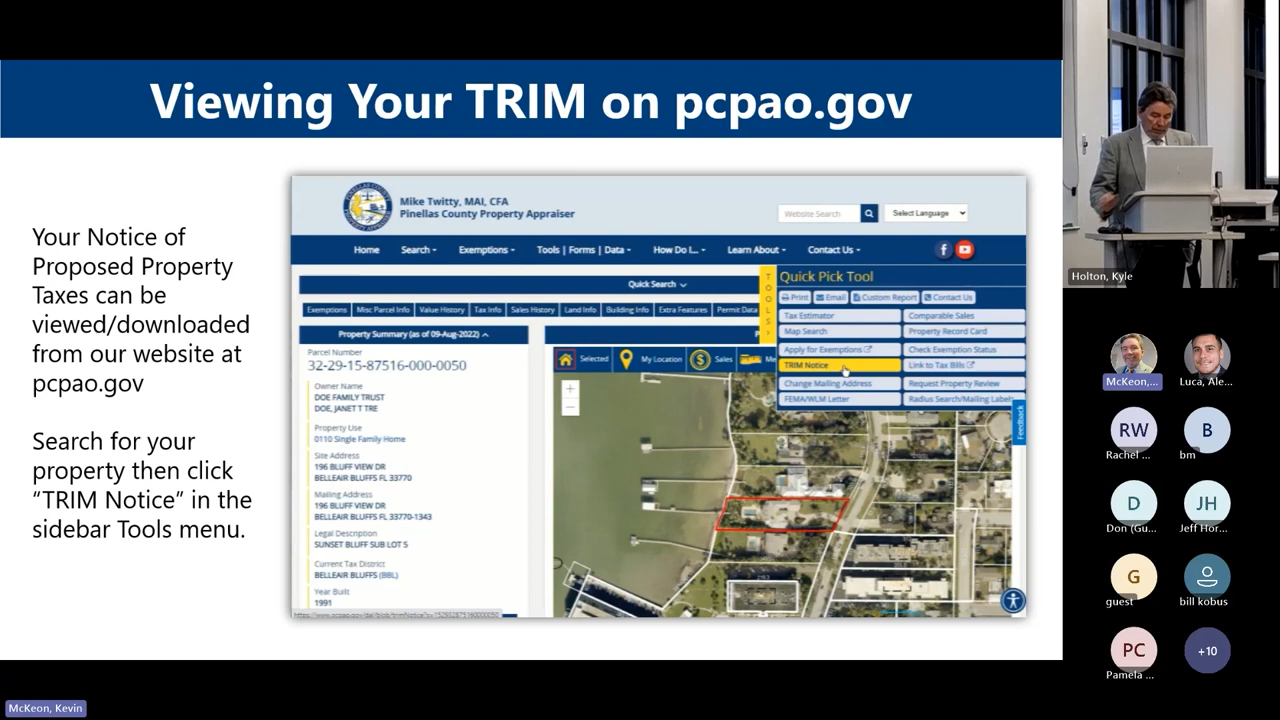 Viewing Your TRIM on pcpao.gov
Your Notice of
Proposed Property
Taxes can be
viewed/downloaded
from our website at
pcpao.gov
Search for your
property then click
“TRIM Notice” in the
sidebar Tools menu.
Mike Twitty, MAI, CFA
Pinellas County Property Appraiser
Website Search
Select Language
Home
Search
Exemptions
Tools | Forms | Data
How Do I...
Learn About
Contact Us
Quick Search
Exemptions
Misc Parcel Info
Value History
Tax Info
Sales History
Land Info
Building Info
Extra Features
Permit Data
Property Summary (as of 09-Aug-2022)
Parcel Number
32-29-15-87516-000-0050
Owner Name
DOE FAMILY TRUST
DOE, JANET T TRE
Property Use
0110 Single Family Home
Site Address
196 BLUFF VIEW DR
BELLEAIR BLUFFS FL 33770
Mailing Address
196 BLUFF VIEW DR
BELLEAIR BLUFFS FL 33770-1343
Legal Description
SUNSET BLUFF SUB LOT 5
Current Tax District
BELLEAIR BLUFFS (BBL)
Year Built
1991
TOOLS
Quick Pick Tool
Print
Email
Custom Report
Contact Us
Tax Estimator
Comparable Sales
Map Search
Property Record Card
Apply for Exemptions
Check Exemption Status
TRIM Notice
Link to Tax Bills
Change Mailing Address
Request Property Review
FEMA/WLM Letter
Radius Search/Mailing Labels
Selected
My Location
Sales
+
−
Feedback
Holton, Kyle
McKeon,...
Luca, Ale...
RW
Rachel ...
B
bm
D
Don (Gu...
JH
Jeff Hor...
G
guest
bill kobus
PC
Pamela ...
+10
McKeon, Kevin